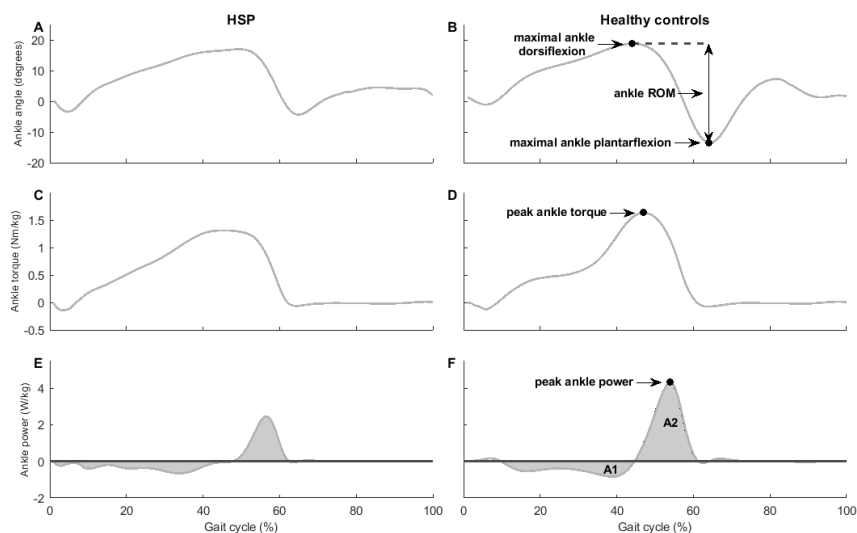 HSP
Healthy controls
A
20
10
0
-10
-20
Ankle angle (degrees)
B
maximal ankle
dorsiflexion
ankle ROM
maximal ankle plantarflexion
C
1.5
1
0.5
0
-0.5
Ankle torque (Nm/kg)
D
peak ankle torque
E
4
2
0
-2
Ankle power (W/kg)
0
20
40
60
80
100
Gait cycle (%)
F
peak ankle power
A2
A1
0
20
40
60
80
100
Gait cycle (%)